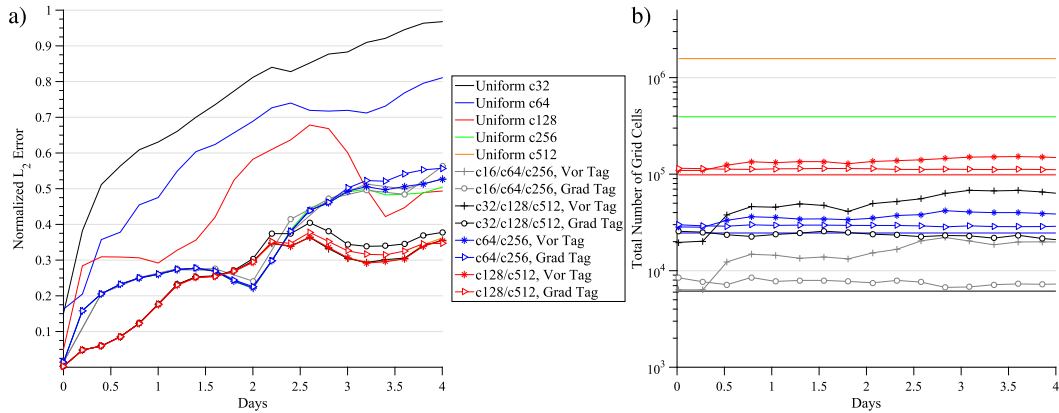 a)
Normalized L2 Error
1
0.9
0.8
0.7
0.6
0.5
0.4
0.3
0.2
0.1
0 0.5 1 1.5 2 2.5 3 3.5 4
Days
Uniform c32
Uniform c64
Uniform c128
Uniform c256
Uniform c512
c16/c64/c256, Vor Tag
c16/c64/c256, Grad Tag
c32/c128/c512, Vor Tag
c32/c128/c512, Grad Tag
c64/c256, Vor Tag
c64/c256, Grad Tag
c128/c512, Vor Tag
c128/c512, Grad Tag
b)
Total Number of Grid Cells
10^6
10^5
10^4
10^3
0 0.5 1 1.5 2 2.5 3 3.5 4
Days